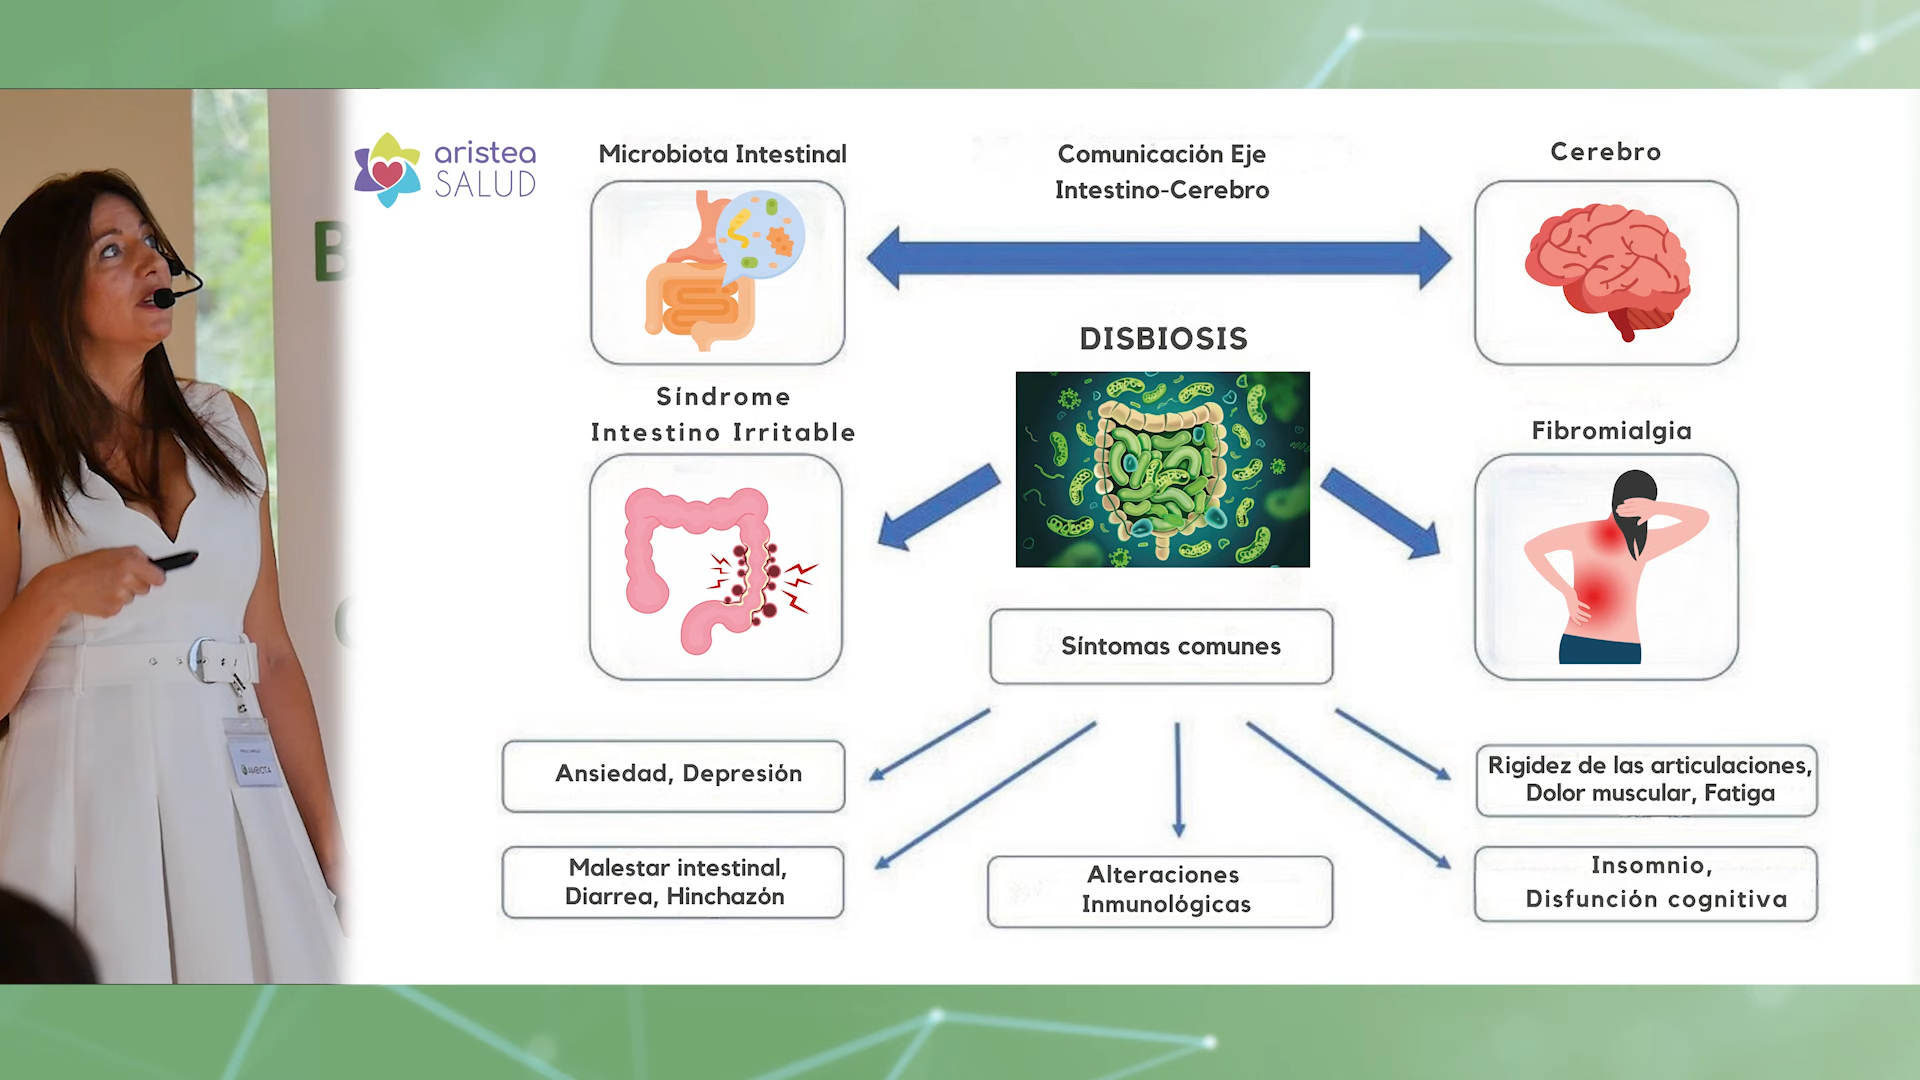 aristea
SALUD
Microbiota Intestinal
Comunicación Eje
Intestino-Cerebro
Cerebro
DISBIOSIS
Síndrome
Intestino Irritable
Fibromialgia
Síntomas comunes
Ansiedad, Depresión
Rigidez de las articulaciones,
Dolor muscular, Fatiga
Malestar intestinal,
Diarrea, Hinchazón
Alteraciones
Inmunológicas
Insomnio,
Disfunción cognitiva
B